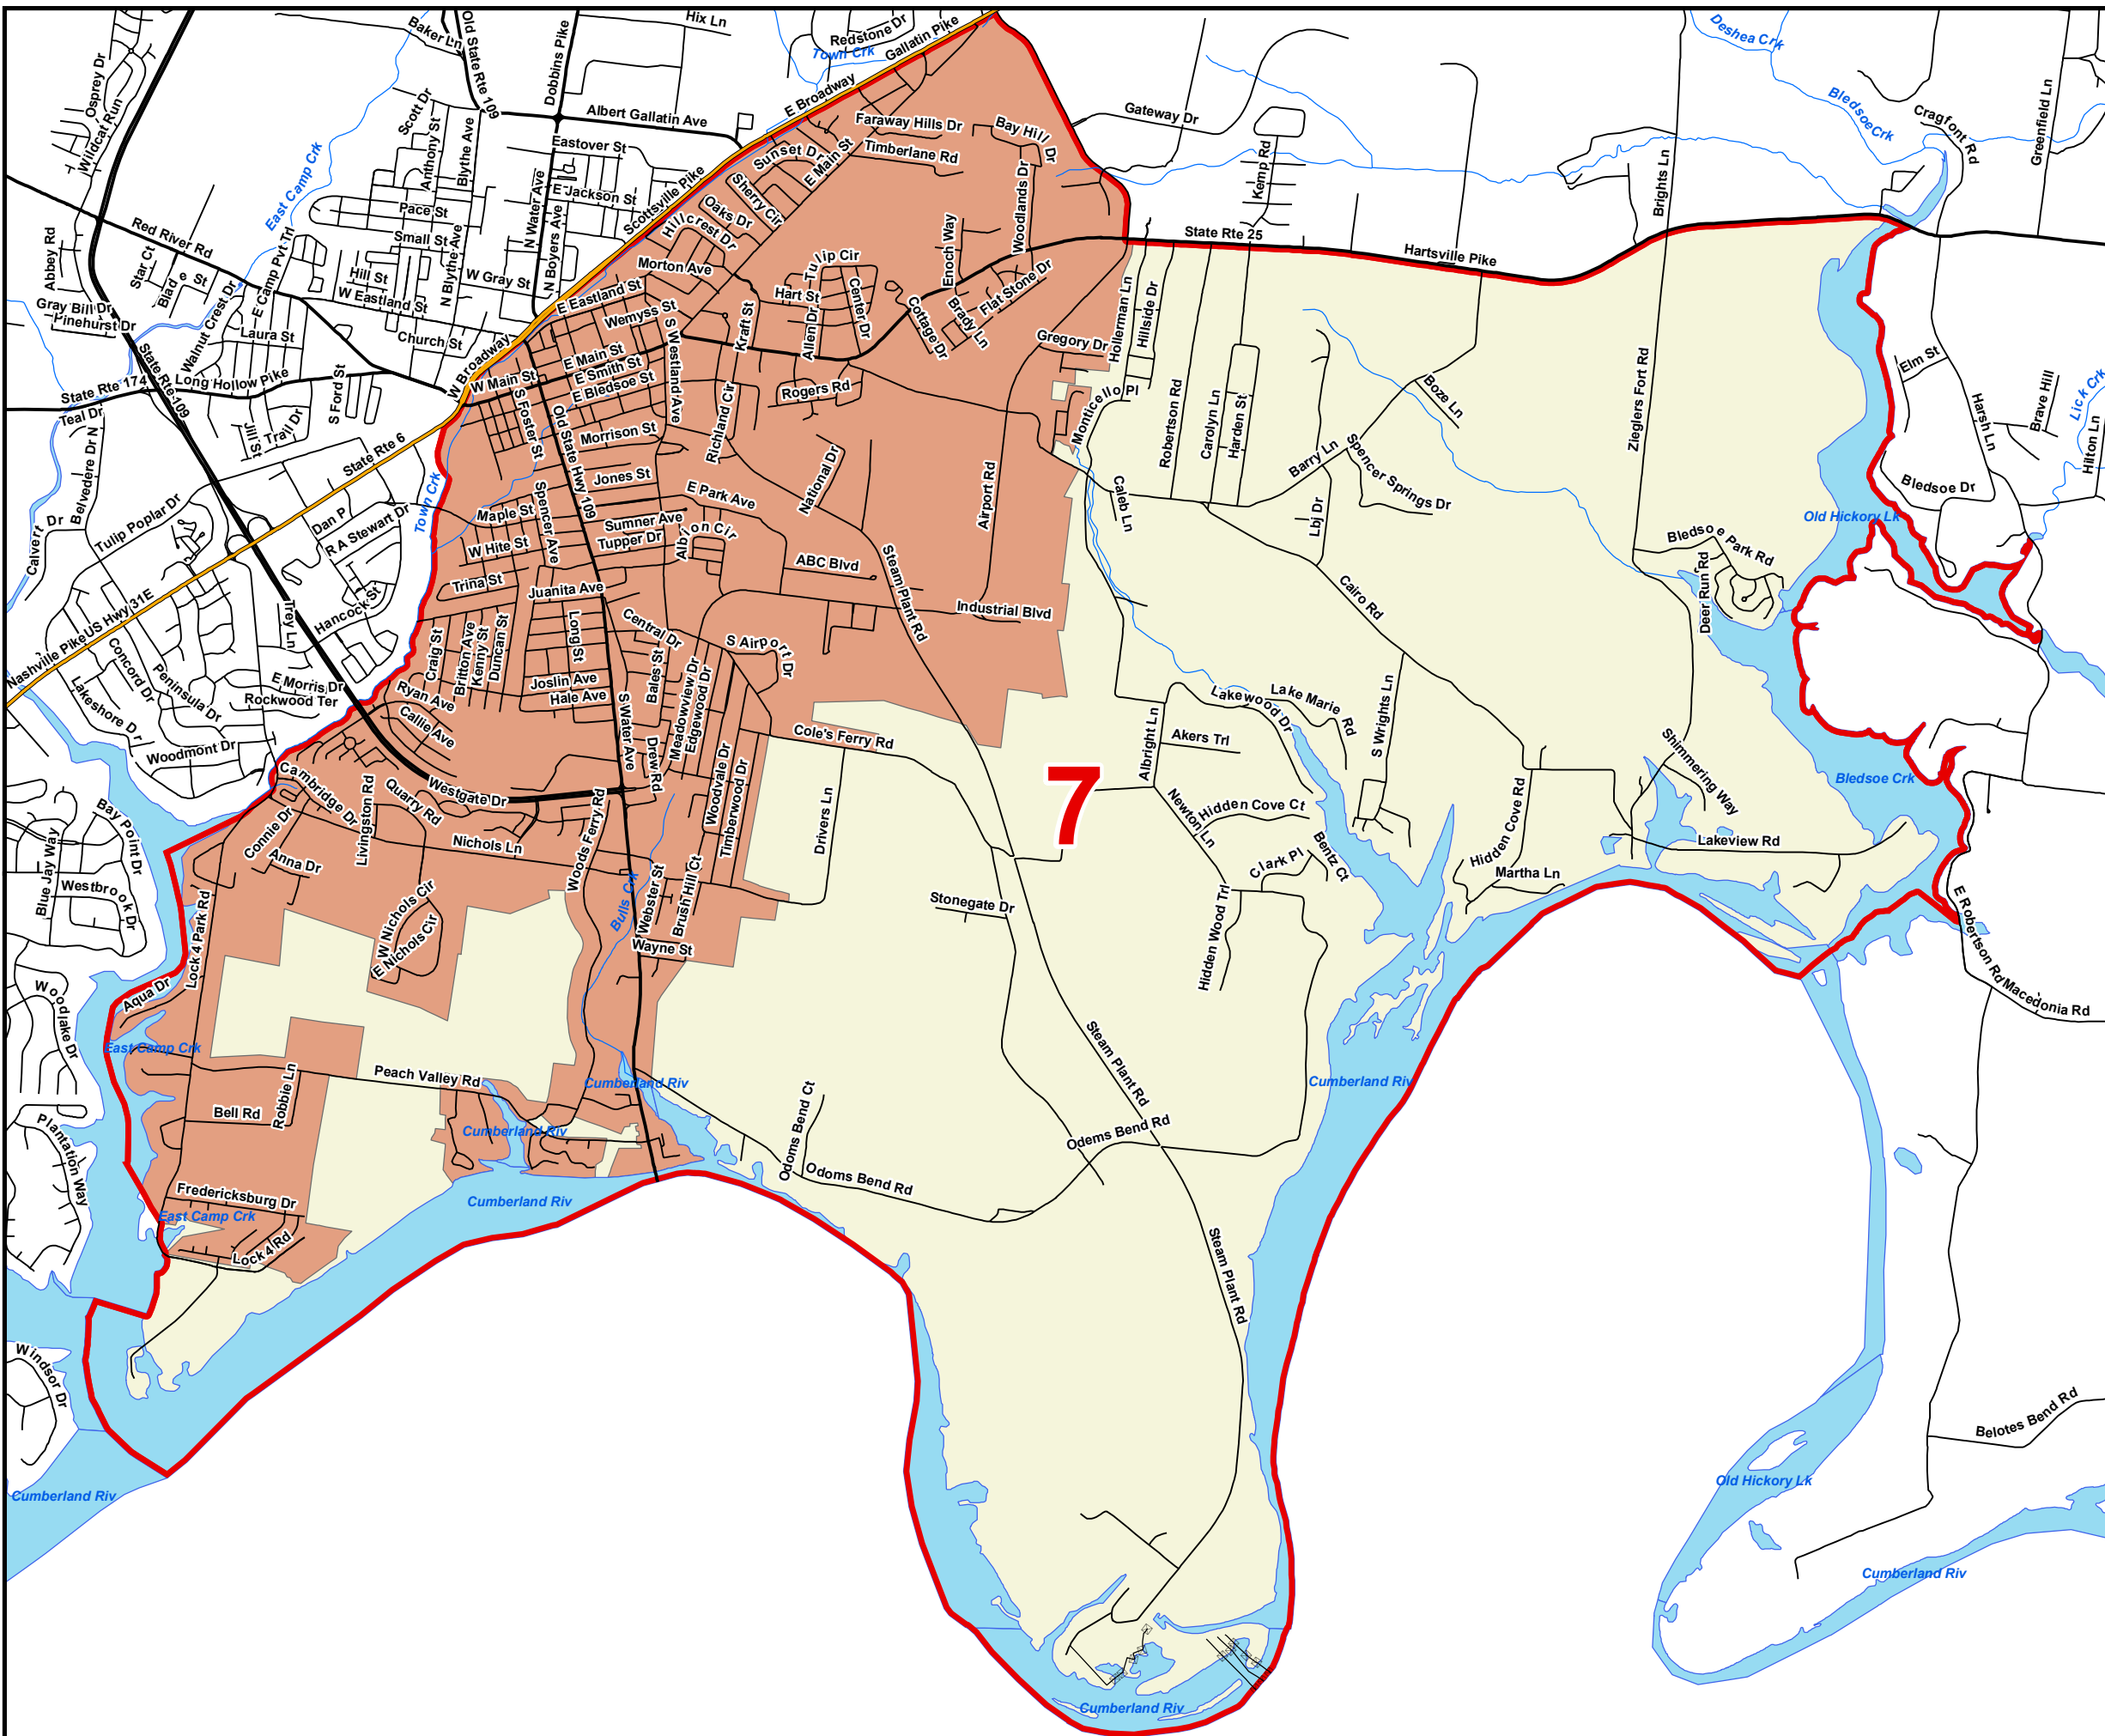 Hix Ln
Redstone Dr
Town Crk
Gallatin Pike
Deshea Crk
Baker Ln
Old State Rte 109
Dobbins Pike
Osprey Dr
Wildcat Run
Scott Dr
Anthony St
Blythe Ave
Albert Gallatin Ave
E Broadway
Faraway Hills Dr
Bay Hill Dr
Gateway Dr
Bledsoe Crk
Cragfont Rd
Greenfield Ln
Eastover St
Sunset Dr
E Main St
Timberlane Rd
East Camp Crk
E Jackson St
N Water Ave
N Boyers Ave
Scottsville Pike
Sherry Cir
Oaks Dr
Hillcrest Dr
Woodlands Dr
Kemp Rd
Brights Ln
Pace St
Small St
Red River Rd
Abbey Rd
Star Ct
Blade St
E Camp Pvt Trl
Hill St
N Blythe Ave
W Gray St
W Eastland St
Morton Ave
Tulip Cir
Enoch Way
State Rte 25
Hartsville Pike
Gray Bill Dr
Pinehurst Dr
Walnut Crest Dr
Laura St
Church St
E Eastland St
Wemyss St
S Westland Ave
Kraft St
Hart St
Allen Dr
Center Dr
Cottage Dr
Brady Ln
Flat Stone Dr
Gregory Dr
Hollerman Ln
Hillside Dr
State Rte 174
State Rte 109
Long Hollow Pike
Teal Dr
S Ford St
Trail Dr
Jill St
W Broadway
W Main St
E Main St
E Smith St
E Bledsoe St
Richland Cir
Rogers Rd
Monticello Pl
Robertson Rd
Carolyn Ln
Harden St
Boze Ln
Zieglers Fort Rd
Elm St
Harsh Ln
Brave Hill
Lick Crk
Hilton Ln
Belvedere Dr N
State Rte 6
S Foster St
Old State Hwy 109
Morrison St
Jones St
E Park Ave
National Dr
Airport Rd
Caleb Ln
Barry Ln
Spencer Springs Dr
Lbj Dr
Bledsoe Dr
Old Hickory Lk
Calvert Dr
Tulip Poplar Dr
Dan P
R A Stewart Dr
Town Crk
Maple St
Spencer Ave
Sumner Ave
Tupper Dr
Albion Cir
W White St
ABC Blvd
Steam Plant Rd
Bledsoe Park Rd
Deer Run Rd
Trina St
Juanita Ave
Industrial Blvd
Cairo Rd
Nashville Pike
US Hwy 31E
Trey Ln
Hancock St
Concord Dr
Peninsula Dr
Lakeshore Dr
E Morris Dr
Rockwood Ter
Woodmont Dr
Craig St
Britton Ave
Kenny St
Duncan St
Long St
Central Dr
S Airport Dr
Bales St
Meadowview Dr
Edgewood Dr
Joslin Ave
Hale Ave
Ryan Ave
Callie Ave
S Water Ave
Drew Rd
Cole's Ferry Rd
Albright Ln
Akers Trl
Lakewood Dr
Lake Marie Rd
S Wrights Ln
Shimmering Way
Bledsoe Crk
7
Cambridge Dr
Connie Dr
Livingston Rd
Quarry Rd
Westgate Dr
Nichols Ln
Woods Ferry Rd
Woodvale Dr
Timberwood Dr
Drivers Ln
Newton Ln
Hidden Cove Ct
Bentz Ct
Clark Pl
Hidden Cove Rd
Martha Ln
Lakeview Rd
Bay Point Dr
Blue Jay Way
Westbrook Dr
Anna Dr
Lock 4 Park Rd
W Nichols Cir
E Nichols Cir
Bulls Crk
Webster St
Brush Hill Ct
Wayne St
Stonegate Dr
Hidden Wood Trl
E Robertson Rd
Macedonia Rd
Woodlake Dr
Aqua Dr
East Camp Crk
Robbie Ln
Peach Valley Rd
Cumberland Riv
Steam Plant Rd
Cumberland Riv
Plantation Way
Bell Rd
Cumberland Riv
Odoms Bend Ct
Odems Bend Rd
Odoms Bend Rd
Fredericksburg Dr
East Camp Crk
Lock 4 Rd
Cumberland Riv
Steam Plant Rd
Windsor Dr
Cumberland Riv
Belotes Bend Rd
Old Hickory Lk
Cumberland Riv
Cumberland Riv